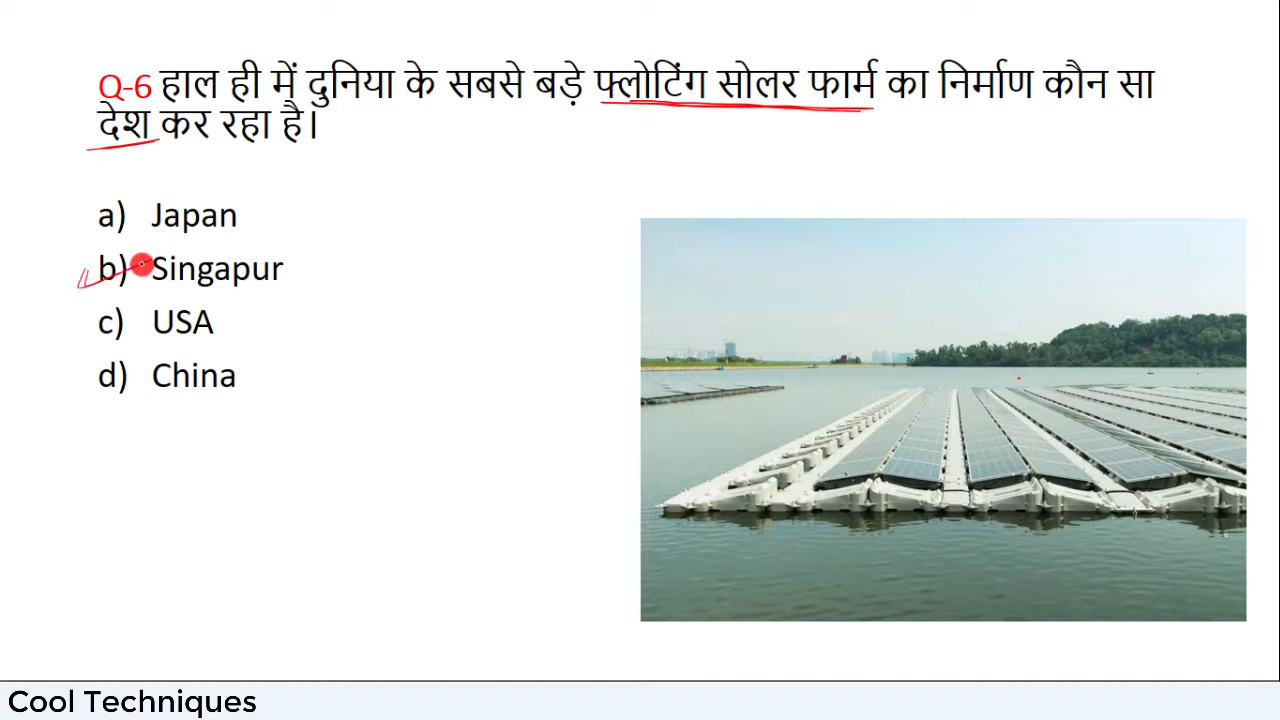 Q-6 हाल ही में दुनिया के सबसे बड़े फ्लोटिंग सोलर फार्म का निर्माण कौन सा
देश कर रहा है।
a) Japan
b) Singapur
c) USA
d) China
Cool Techniques